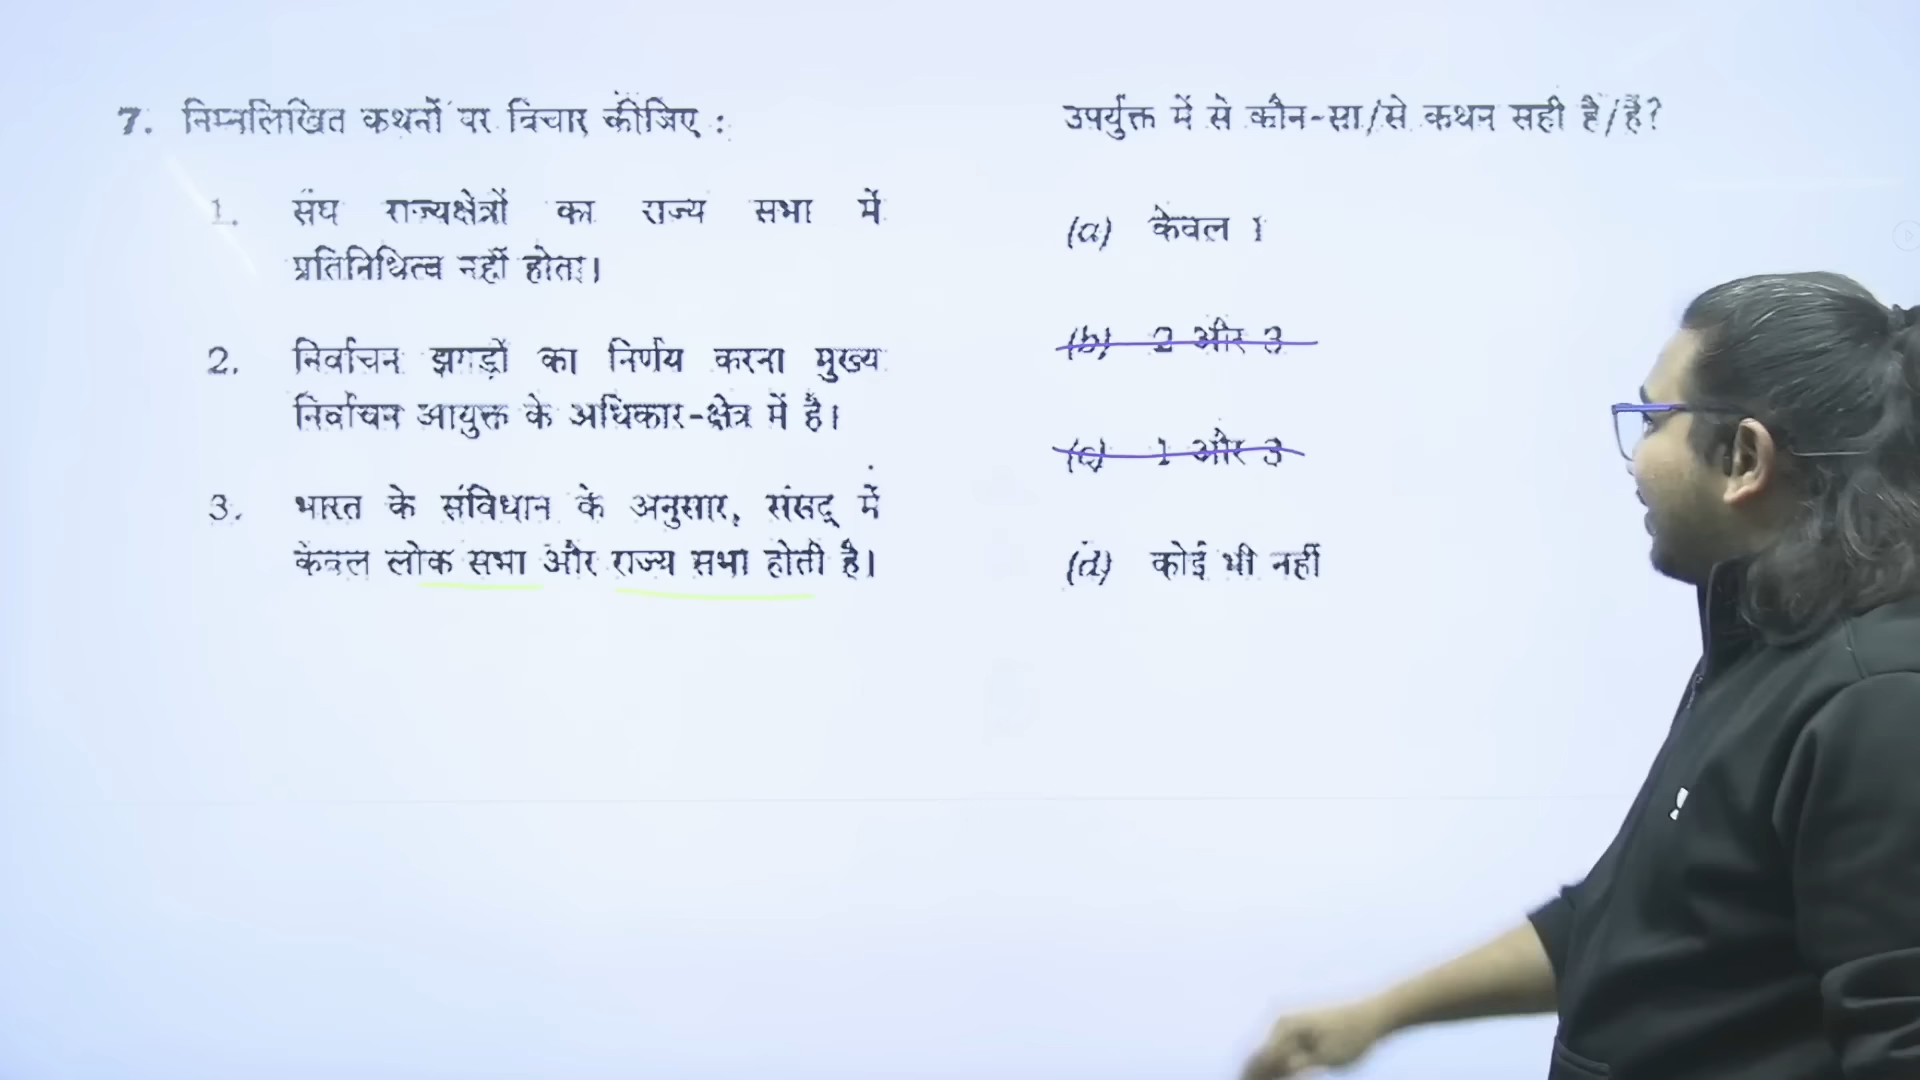 7. निम्नलिखित कथनों पर विचार कीजिए :
1. संघ राज्यक्षेत्रों का राज्य सभा में
प्रतिनिधित्व नहीं होता।
2. निर्वाचन झगड़ों का निर्णय करना मुख्य
निर्वाचन आयुक्त के अधिकार-क्षेत्र में है।
3. भारत के संविधान के अनुसार, संसद् में
केवल लोक सभा और राज्य सभा होती है।
उपर्युक्त में से कौन-सा/से कथन सही है/हैं?
(a) केवल 1
(b) 2 और 3
(c) 1 और 3
(d) कोई भी नहीं